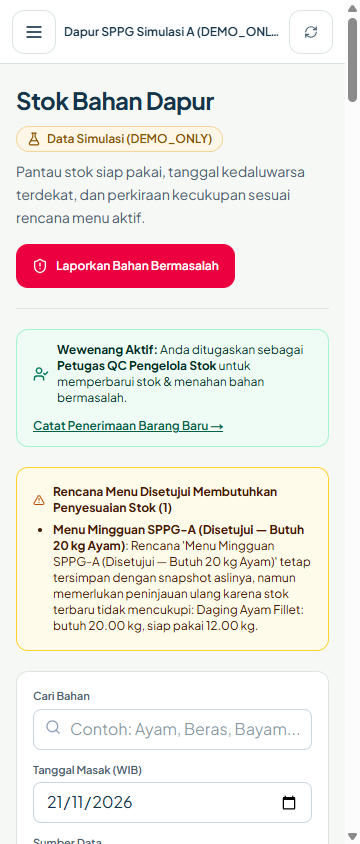 Dapur SPPG Simulasi A (DEMO_ONL...
Stok Bahan Dapur
Data Simulasi (DEMO_ONLY)
Pantau stok siap pakai, tanggal kedaluwarsa
terdekat, dan perkiraan kecukupan sesuai
rencana menu aktif.
Laporkan Bahan Bermasalah
Wewenang Aktif: Anda ditugaskan sebagai
Petugas QC Pengelola Stok untuk
memperbarui stok & menahan bahan
bermasalah.
Catat Penerimaan Barang Baru →
Rencana Menu Disetujui Membutuhkan
Penyesuaian Stok (1)
• Menu Mingguan SPPG-A (Disetujui — Butuh
20 kg Ayam): Rencana 'Menu Mingguan
SPPG-A (Disetujui — Butuh 20 kg Ayam)' tetap
tersimpan dengan snapshot aslinya, namun
memerlukan peninjauan ulang karena stok
terbaru tidak mencukupi: Daging Ayam Fillet:
butuh 20.00 kg, siap pakai 12.00 kg.
Cari Bahan
Contoh: Ayam, Beras, Bayam...
Tanggal Masak (WIB)
21/11/2026
Sumber Data